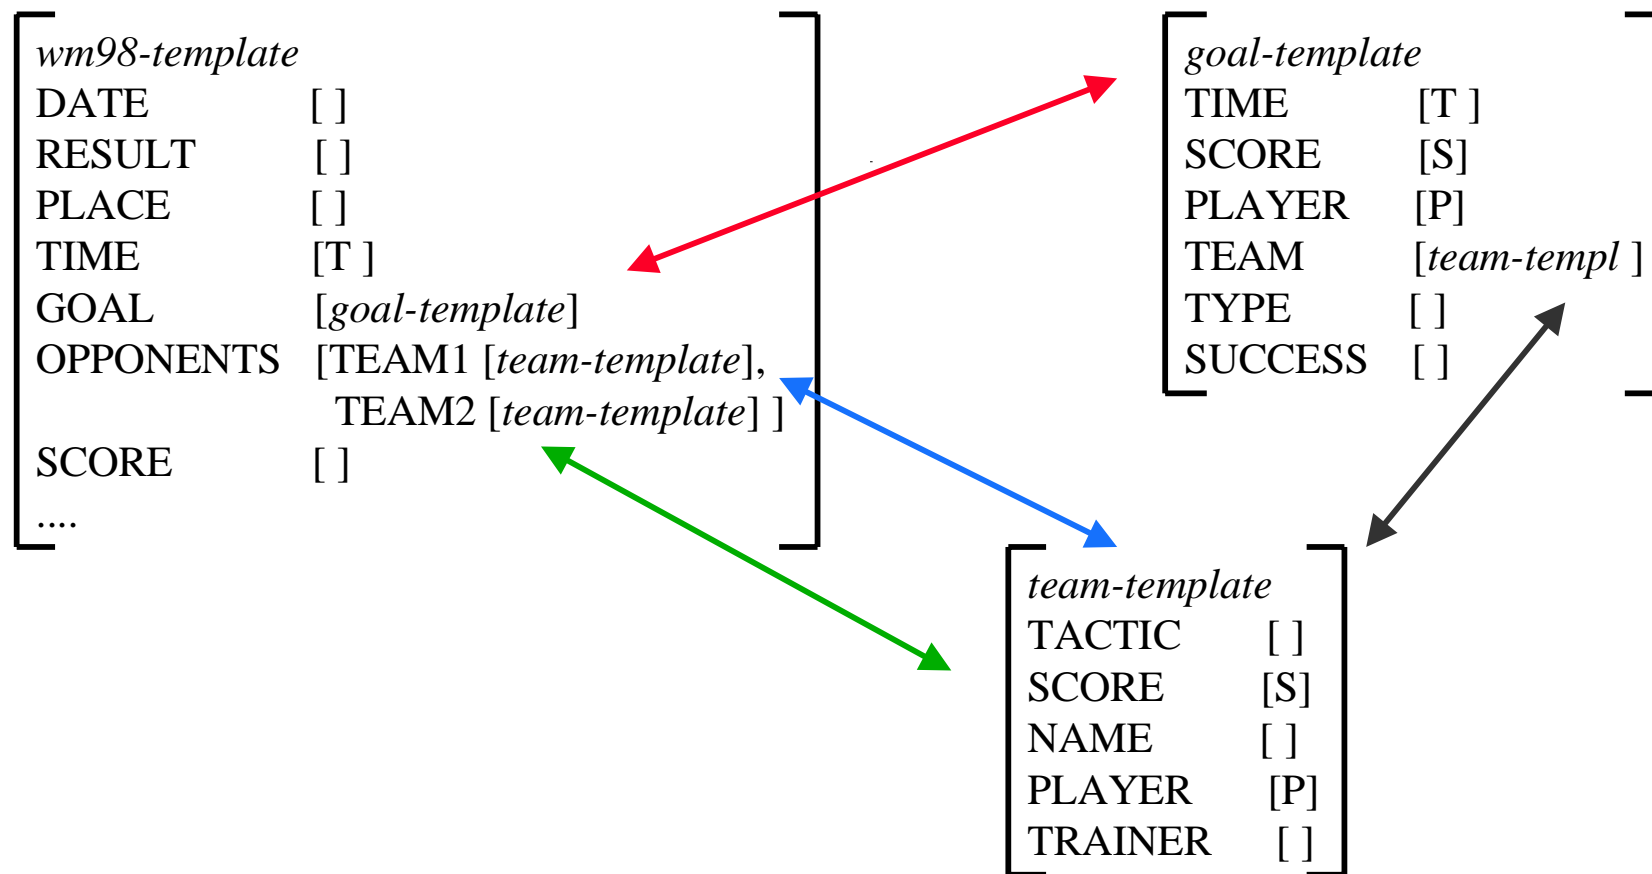 wm98-template
DATE [ ]
RESULT [ ]
PLACE [ ]
TIME [T ]
GOAL [goal-template]
OPPONENTS [TEAM1 [team-template],
TEAM2 [team-template] ]
SCORE [ ]
....
goal-template
TIME [T ]
SCORE [S]
PLAYER [P]
TEAM [team-templ ]
TYPE [ ]
SUCCESS [ ]
team-template
TACTIC [ ]
SCORE [S]
NAME [ ]
PLAYER [P]
TRAINER [ ]